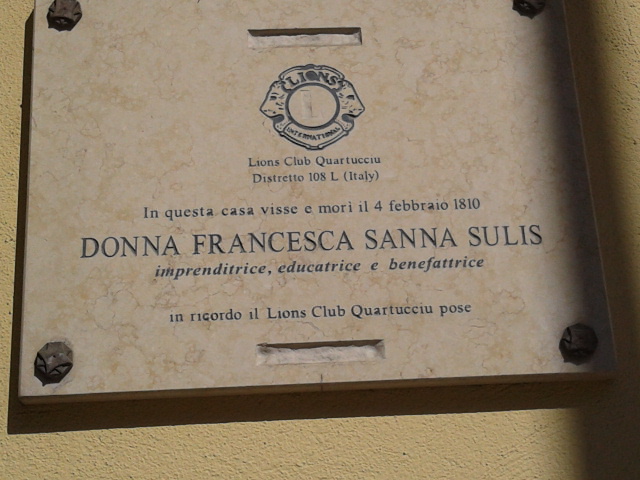 LIONS
L
INTERNATIONAL
Lions Club Quartucciu
Distretto 108 L (Italy)
In questa casa visse e morì il 4 febbraio 1810
DONNA FRANCESCA SANNA SULIS
imprenditrice, educatrice e benefattrice
in ricordo il Lions Club Quartucciu pose